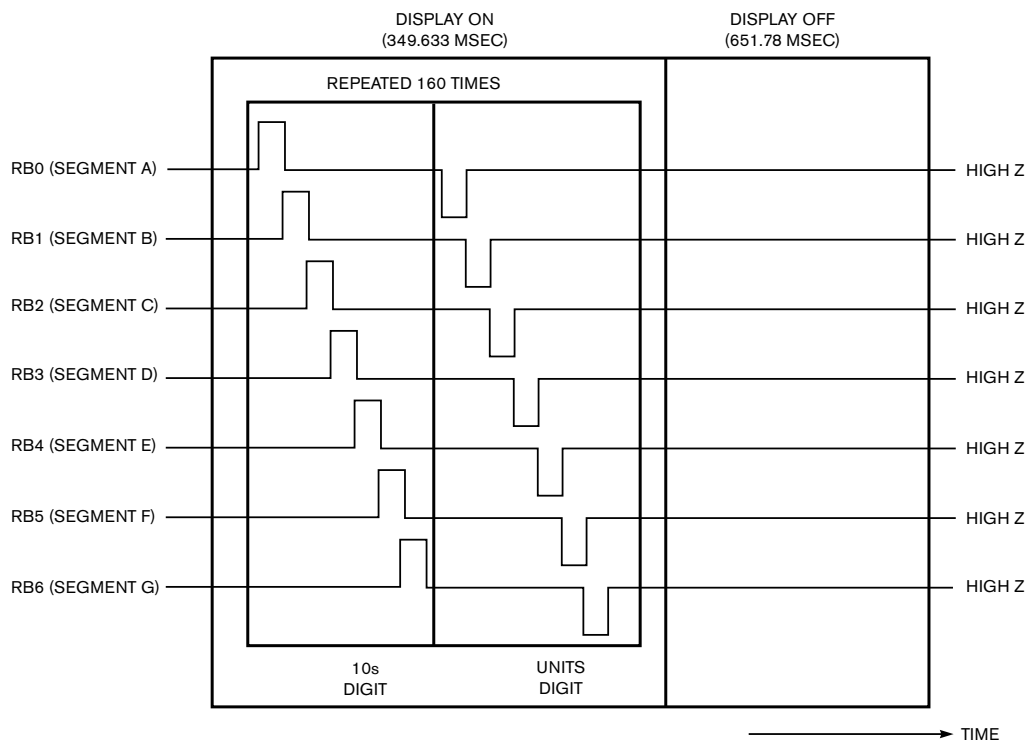 DISPLAY ON
(349.633 MSEC)
DISPLAY OFF
(651.78 MSEC)
REPEATED 160 TIMES
RB0 (SEGMENT A)
HIGH Z
RB1 (SEGMENT B)
HIGH Z
RB2 (SEGMENT C)
HIGH Z
RB3 (SEGMENT D)
HIGH Z
RB4 (SEGMENT E)
HIGH Z
RB5 (SEGMENT F)
HIGH Z
RB6 (SEGMENT G)
HIGH Z
10s
DIGIT
UNITS
DIGIT
TIME